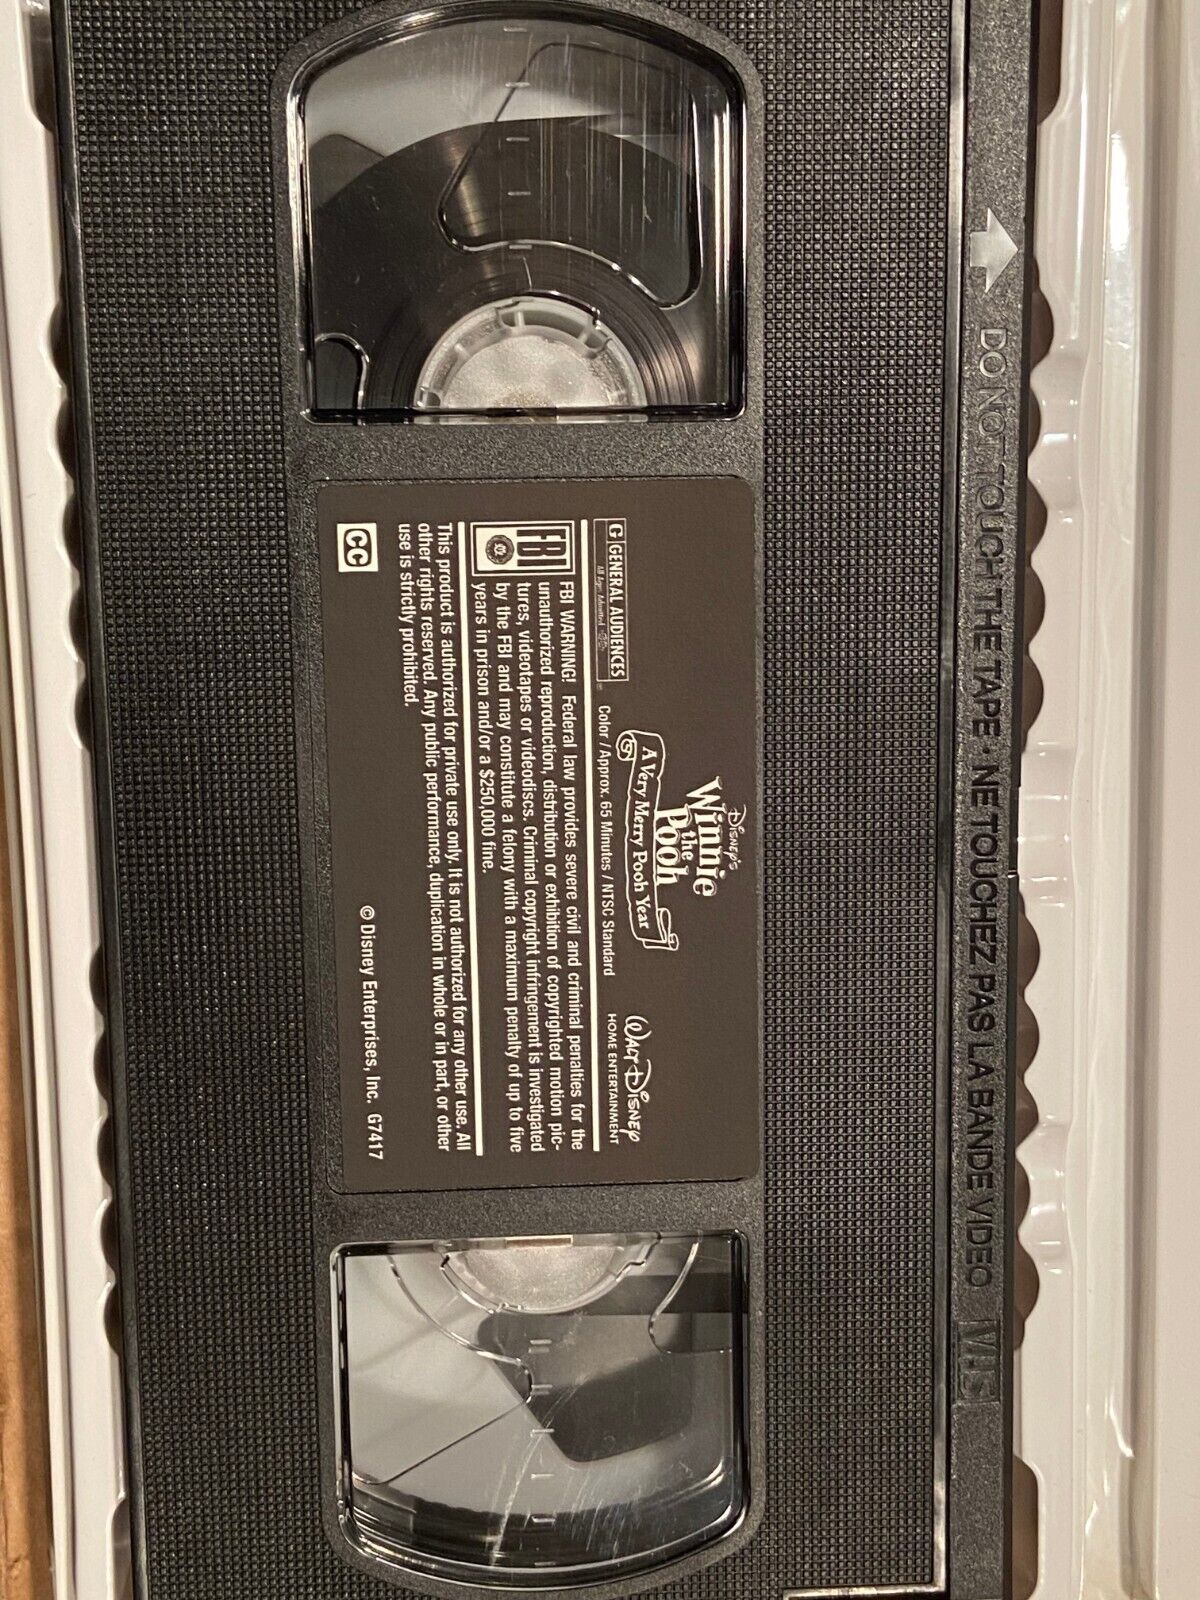 DO NOT TOUCH THE TAPE • NE TOUCHEZ PAS LA BANDE VIDEO
VHS
DISNEY'S
Winnie
the
Pooh
A Very Merry Pooh Year
WALT DISNEY
HOME ENTERTAINMENT
G GENERAL AUDIENCES
All Ages Admitted
Color / Approx. 65 Minutes / NTSC Standard
FBI
FBI WARNING! Federal law provides severe civil and criminal penalties for the
unauthorized reproduction, distribution or exhibition of copyrighted motion pic-
tures, videotapes or videodiscs. Criminal copyright infringement is investigated
by the FBI and may constitute a felony with a maximum penalty of up to five
years in prison and/or a $250,000 fine.
This product is authorized for private use only. It is not authorized for any other use. All
other rights reserved. Any public performance, duplication in whole or in part, or other
use is strictly prohibited.
CC
© Disney Enterprises, Inc. G7417